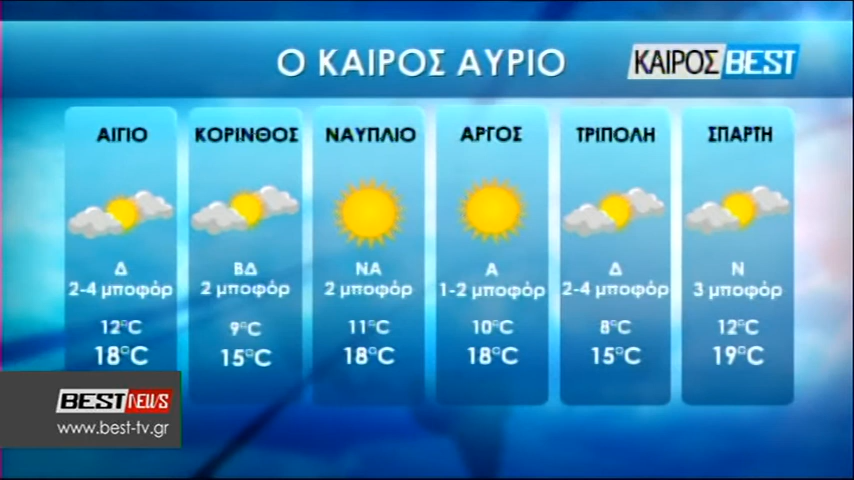 Ο ΚΑΙΡΟΣ ΑΥΡΙΟ
ΚΑΙΡΟΣ BEST
ΑΙΓΙΟ
Δ
2-4 μποφόρ
12°C
18°C
ΚΟΡΙΝΘΟΣ
ΒΔ
2 μποφόρ
9°C
15°C
ΝΑΥΠΛΙΟ
ΝΑ
2 μποφόρ
11°C
18°C
ΑΡΓΟΣ
Α
1-2 μποφόρ
10°C
18°C
ΤΡΙΠΟΛΗ
Δ
2-4 μποφόρ
8°C
15°C
ΣΠΑΡΤΗ
Ν
3 μποφόρ
12°C
19°C
BEST NEWS
www.best-tv.gr